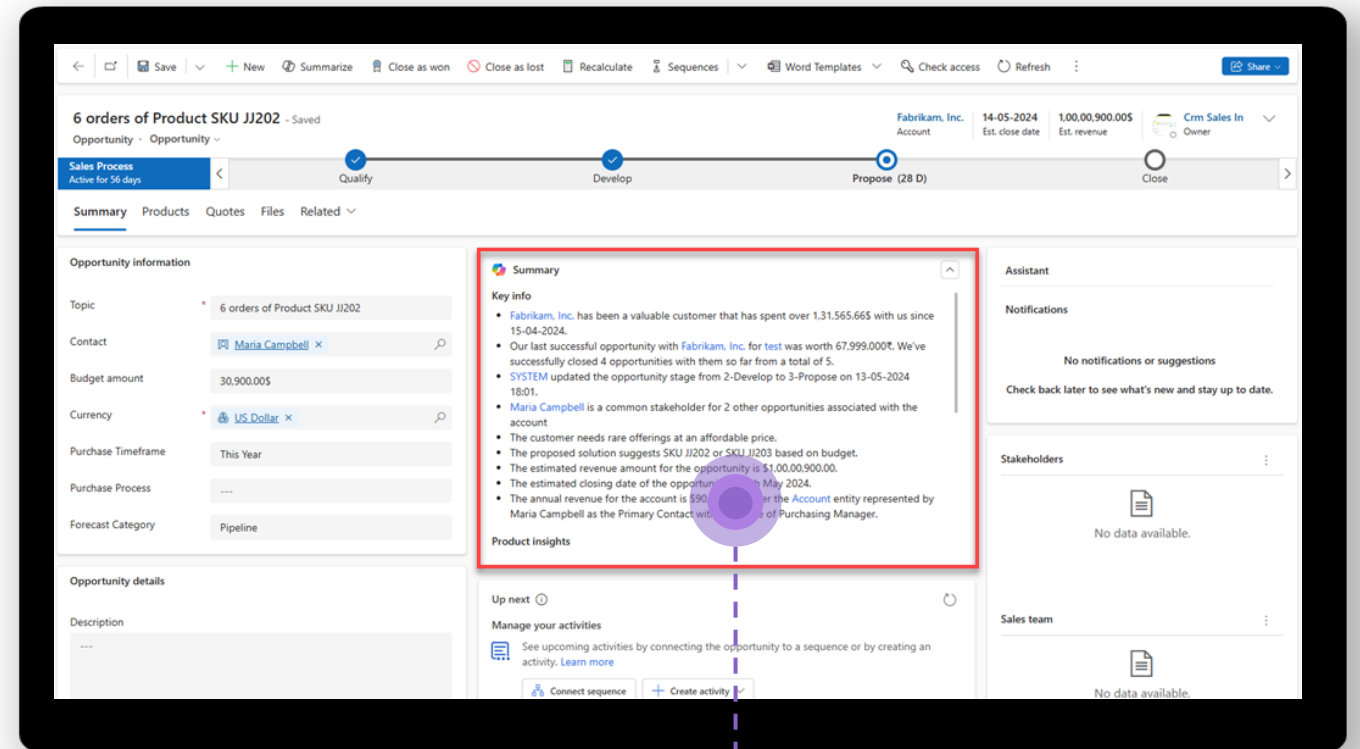 Save New Summarize Close as won Close as lost Recalculate Sequences Word Templates Check access Refresh Share
6 orders of Product SKU JJ202 - Saved
Opportunity · Opportunity
Fabrikam, Inc.
Account
14-05-2024
Est. close date
1,00,00,900.00$
Est. revenue
Crm Sales In
Owner
Sales Process
Active for 56 days
Qualify
Develop
Propose (28 D)
Close
Summary Products Quotes Files Related
Opportunity information
Topic * 6 orders of Product SKU JJ202
Contact Maria Campbell ×
Budget amount 30,900.00$
Currency * US Dollar ×
Purchase Timeframe This Year
Purchase Process ---
Forecast Category Pipeline
Opportunity details
Description
---
Summary
Key info
• Fabrikam, Inc. has been a valuable customer that has spent over 1,31,565.66$ with us since
15-04-2024.
• Our last successful opportunity with Fabrikam, Inc. for test was worth 67,999.000₹. We've
successfully closed 4 opportunities with them so far from a total of 5.
• SYSTEM updated the opportunity stage from 2-Develop to 3-Propose on 13-05-2024
18:01.
• Maria Campbell is a common stakeholder for 2 other opportunities associated with the
account
• The customer needs rare offerings at an affordable price.
• The proposed solution suggests SKU JJ202 or SKU JJ203 based on budget.
• The estimated revenue amount for the opportunity is $1,00,00,900.00.
• The estimated closing date of the May 2024.
• The annual revenue for the account is the Account entity represented by
Maria Campbell as the Primary Contact of Purchasing Manager.
Product insights
Up next
Manage your activities
See upcoming activities by connecting the opportunity to a sequence or by creating an
activity. Learn more
Connect sequence Create activity
Assistant
Notifications
No notifications or suggestions
Check back later to see what's new and stay up to date.
Stakeholders
No data available.
Sales team
No data available.